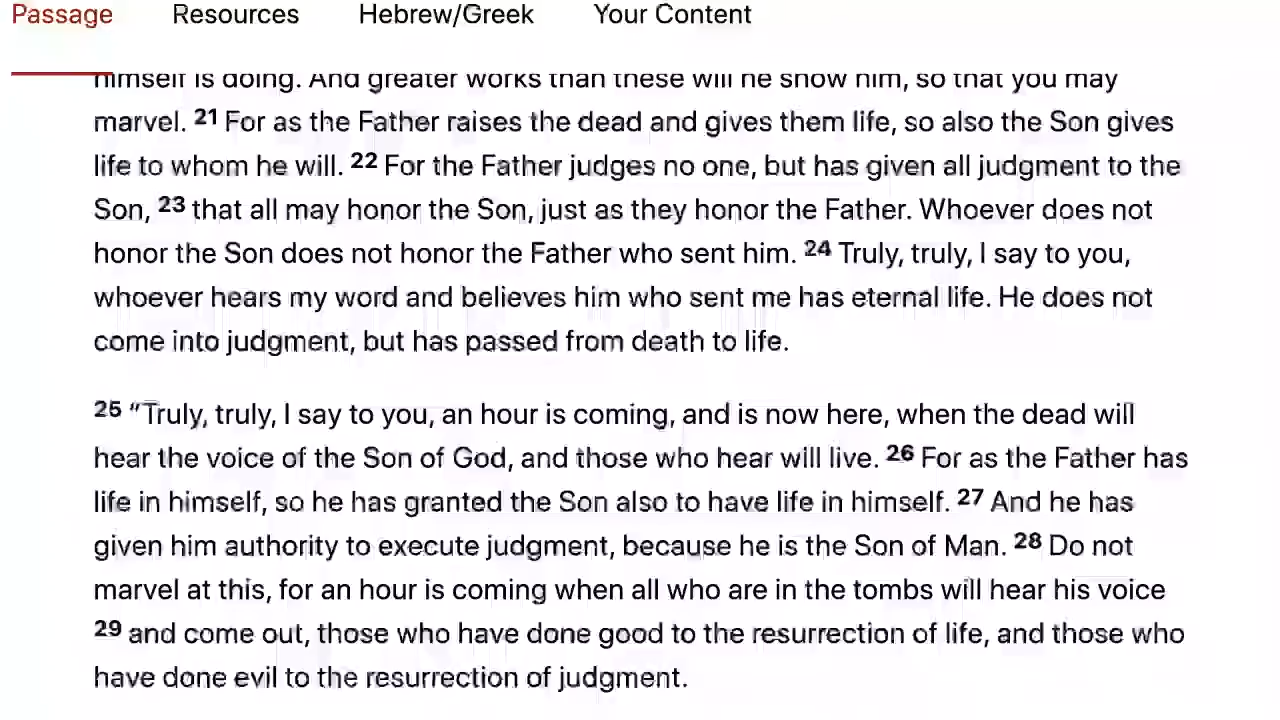 Passage Resources Hebrew/Greek Your Content
himself is doing. And greater works than these will he show him, so that you may
marvel. 21 For as the Father raises the dead and gives them life, so also the Son gives
life to whom he will. 22 For the Father judges no one, but has given all judgment to the
Son, 23 that all may honor the Son, just as they honor the Father. Whoever does not
honor the Son does not honor the Father who sent him. 24 Truly, truly, I say to you,
whoever hears my word and believes him who sent me has eternal life. He does not
come into judgment, but has passed from death to life.
25 “Truly, truly, I say to you, an hour is coming, and is now here, when the dead will
hear the voice of the Son of God, and those who hear will live. 26 For as the Father has
life in himself, so he has granted the Son also to have life in himself. 27 And he has
given him authority to execute judgment, because he is the Son of Man. 28 Do not
marvel at this, for an hour is coming when all who are in the tombs will hear his voice
29 and come out, those who have done good to the resurrection of life, and those who
have done evil to the resurrection of judgment.